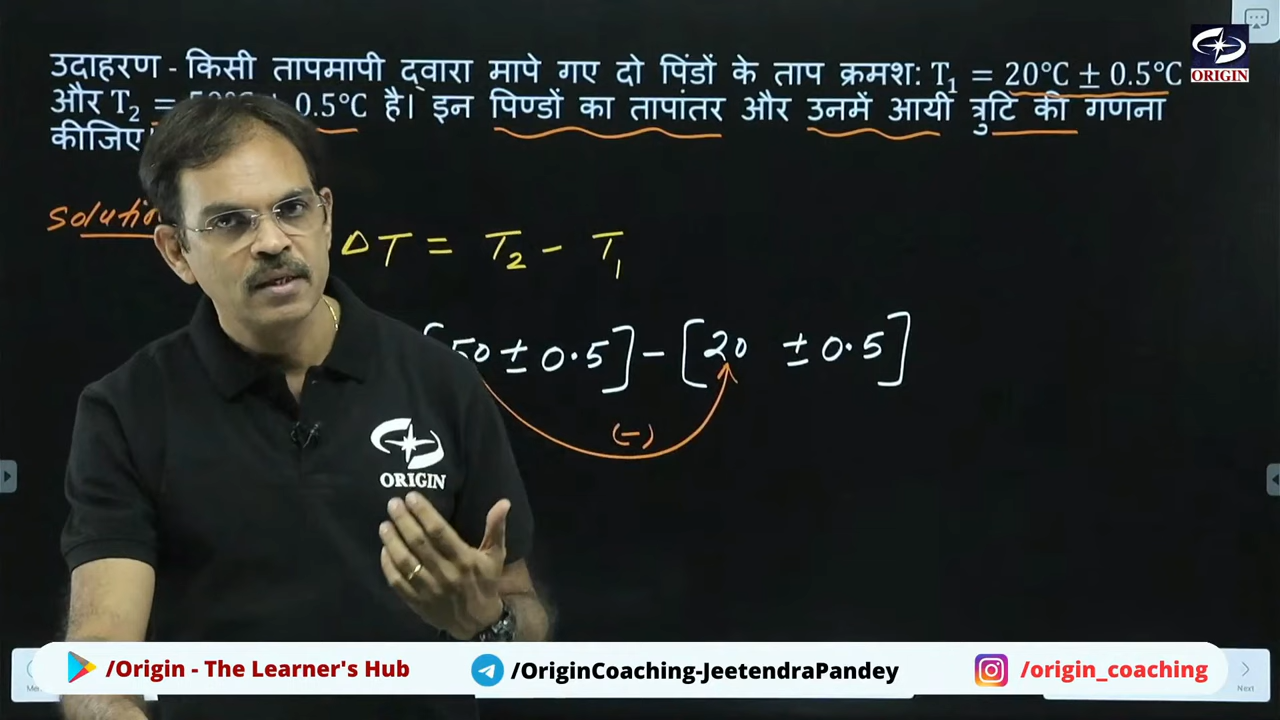 उदाहरण - किसी तापमापी द्वारा मापे गए दो पिंडों के ताप क्रमश: T₁ = 20°C ± 0.5°C
ORIGIN
और T₂ = ± 0.5°C है। इन पिण्डों का तापांतर और उनमें आयी त्रुटि की गणना
कीजिए
Solution
ΔT = T₂ - T₁
[50 ± 0.5] - [20 ± 0.5]
(-)
ORIGIN
/Origin - The Learner's Hub
/OriginCoaching-JeetendraPandey
/origin_coaching
Next